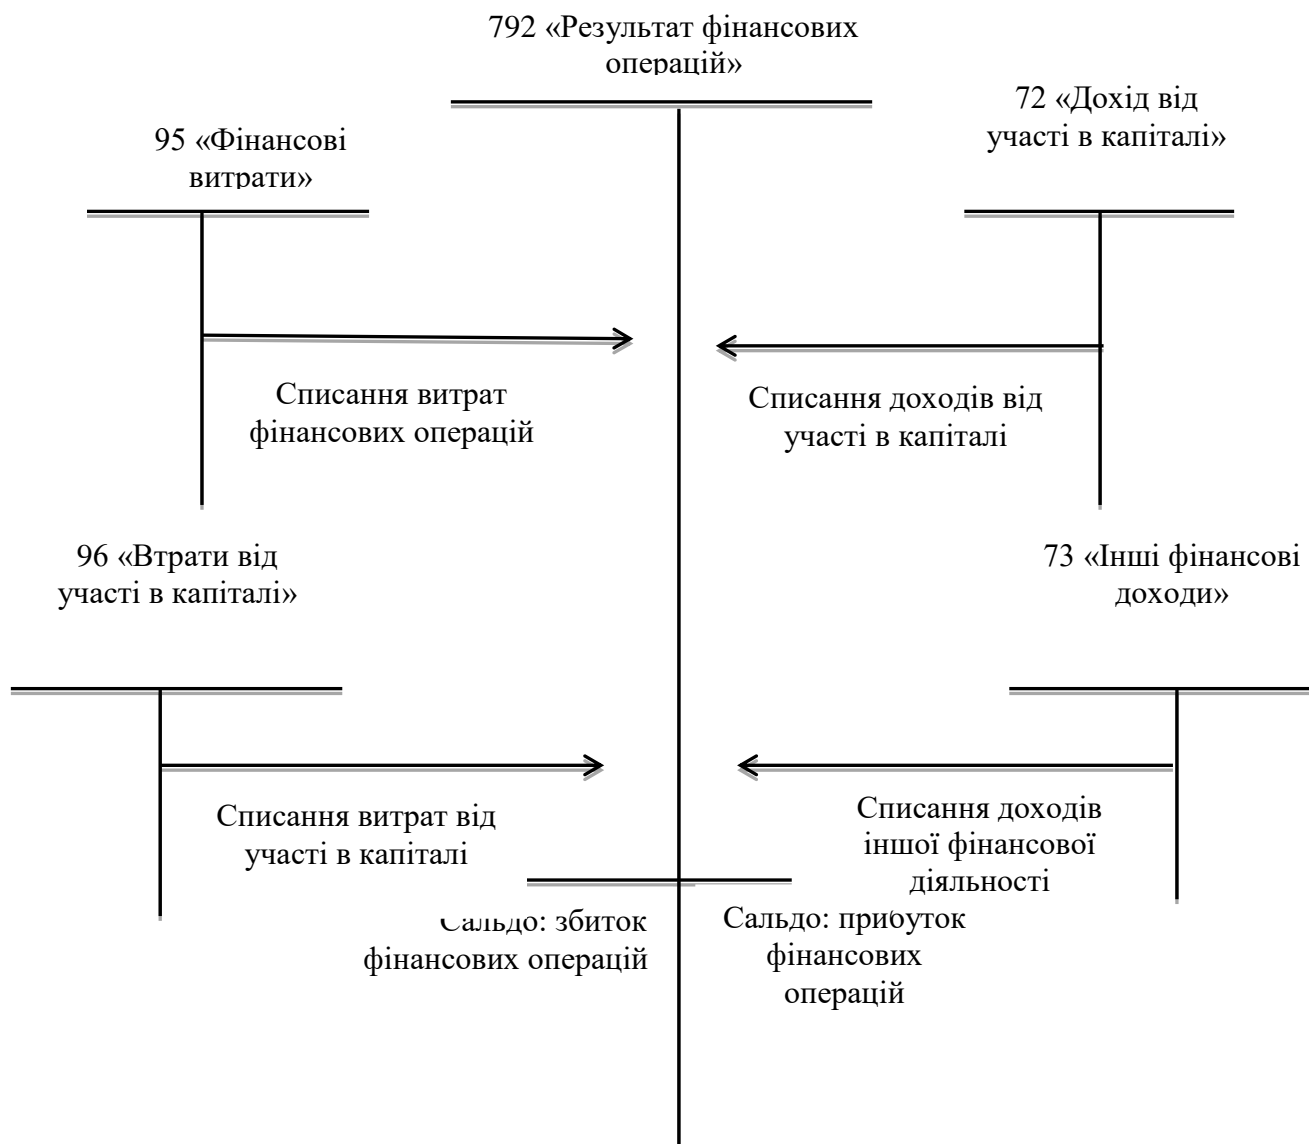 792 «Результат фінансових
операцій»
72 «Дохід від
участі в капіталі»
95 «Фінансові
витрати»
Списання витрат
фінансових операцій
Списання доходів від
участі в капіталі
96 «Втрати від
участі в капіталі»
73 «Інші фінансові
доходи»
Списання витрат від
участі в капіталі
Списання доходів
іншої фінансової
діяльності
Сальдо: збиток
фінансових операцій
Сальдо: прибуток
фінансових
операцій